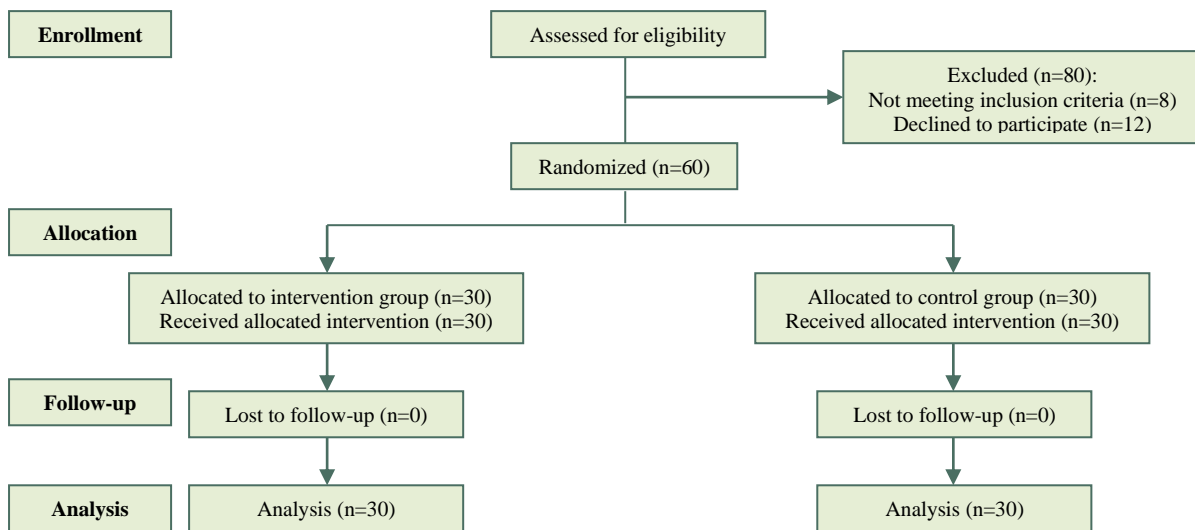 Enrollment
Assessed for eligibility
Excluded (n=80):
Not meeting inclusion criteria (n=8)
Declined to participate (n=12)
Randomized (n=60)
Allocation
Allocated to intervention group (n=30)
Received allocated intervention (n=30)
Allocated to control group (n=30)
Received allocated intervention (n=30)
Follow-up
Lost to follow-up (n=0)
Lost to follow-up (n=0)
Analysis
Analysis (n=30)
Analysis (n=30)